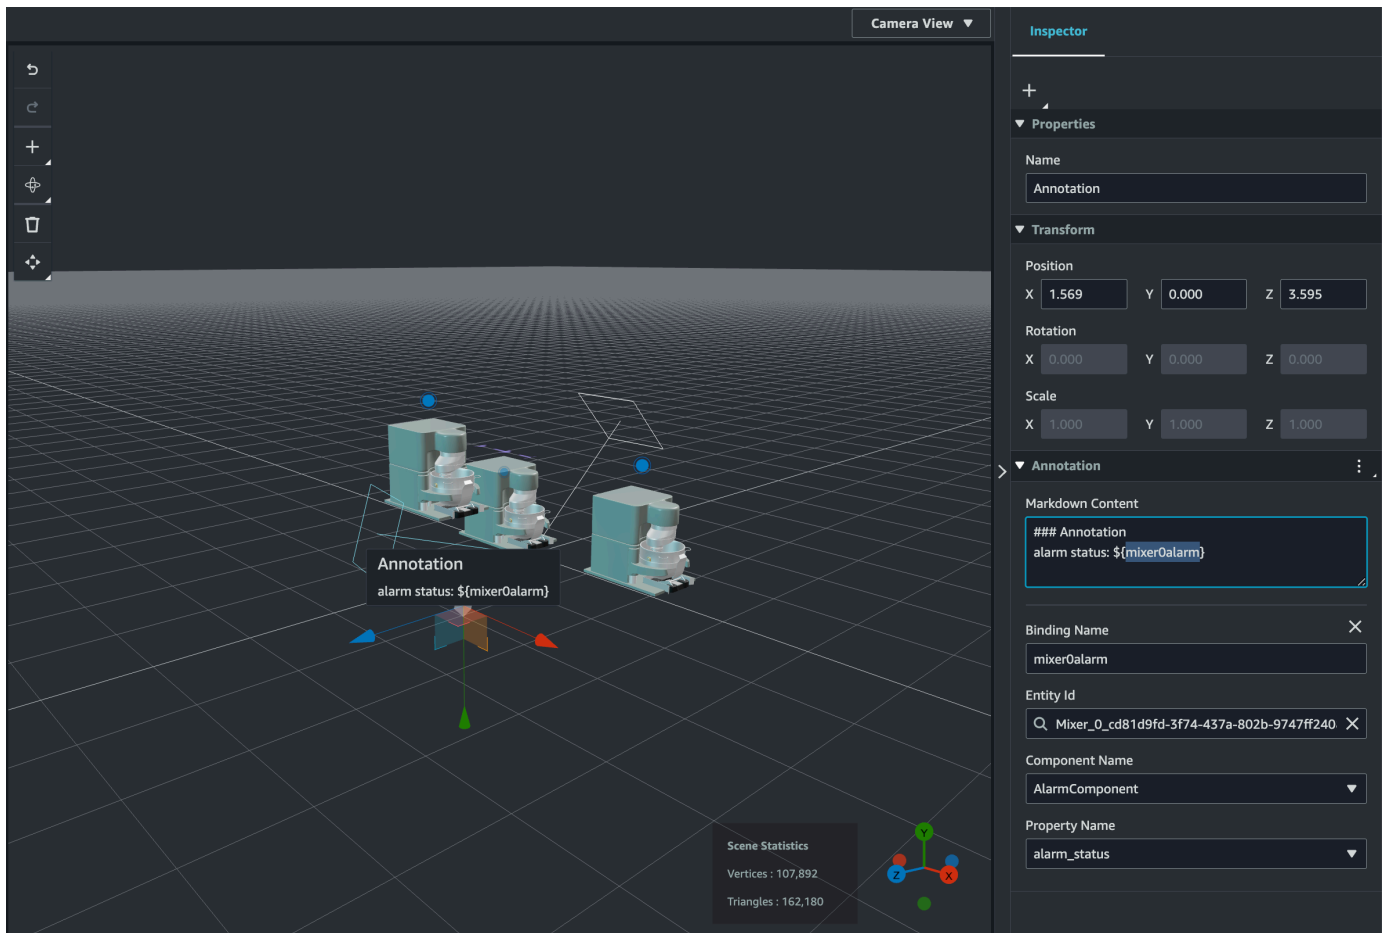 Camera View
Inspector
Properties
Name
Annotation
Transform
Position
X 1.569 Y 0.000 Z 3.595
Rotation
X 0.000 Y 0.000 Z 0.000
Scale
X 1.000 Y 1.000 Z 1.000
Annotation
Markdown Content
### Annotation
alarm status: ${mixer0alarm}
Binding Name
mixer0alarm
Entity Id
Mixer_0_cd81d9fd-3f74-437a-802b-9747ff240
Component Name
AlarmComponent
Property Name
alarm_status
Annotation
alarm status: ${mixer0alarm}
Scene Statistics
Vertices : 107,892
Triangles : 162,180
Y
Z
X